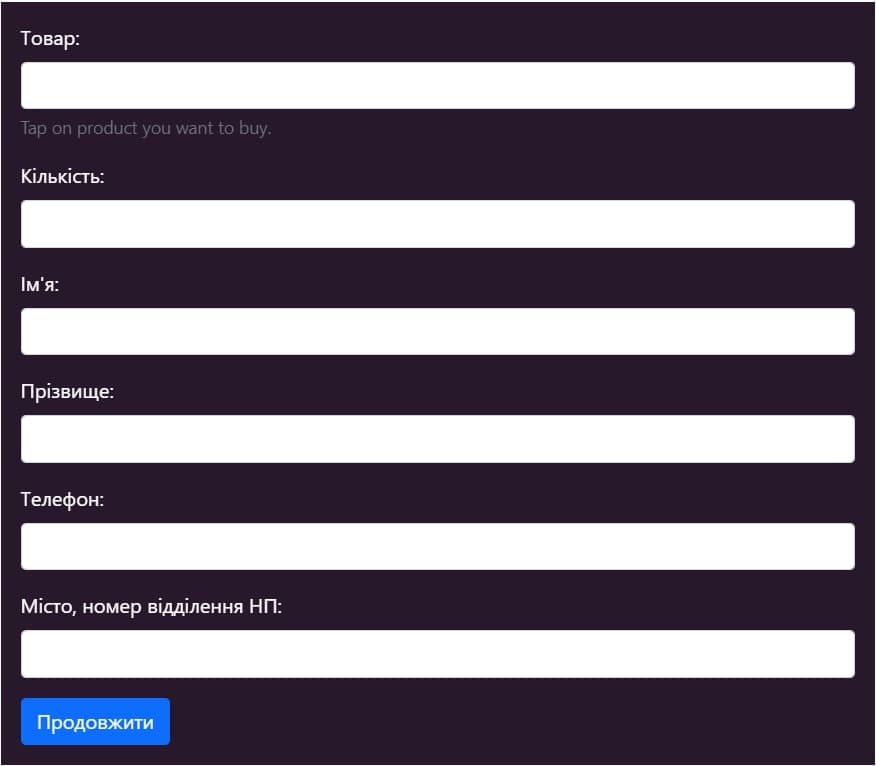 Товар:
Tap on product you want to buy.
Кількість:
Ім'я:
Прізвище:
Телефон:
Місто, номер відділення НП:
Продовжити